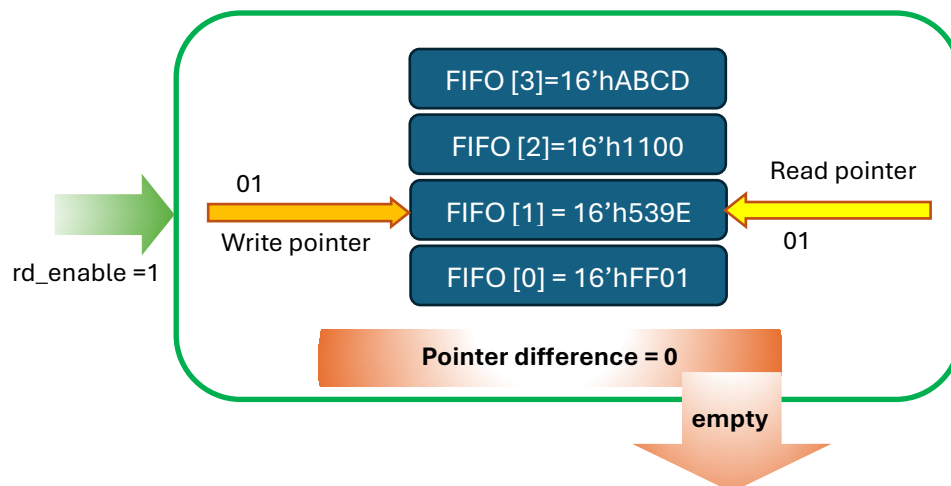 FIFO [3]=16’hABCD
FIFO [2]=16’h1100
Read pointer
01
FIFO [1] = 16’h539E
Write pointer
01
rd_enable =1
FIFO [0] = 16’hFF01
Pointer difference = 0
empty